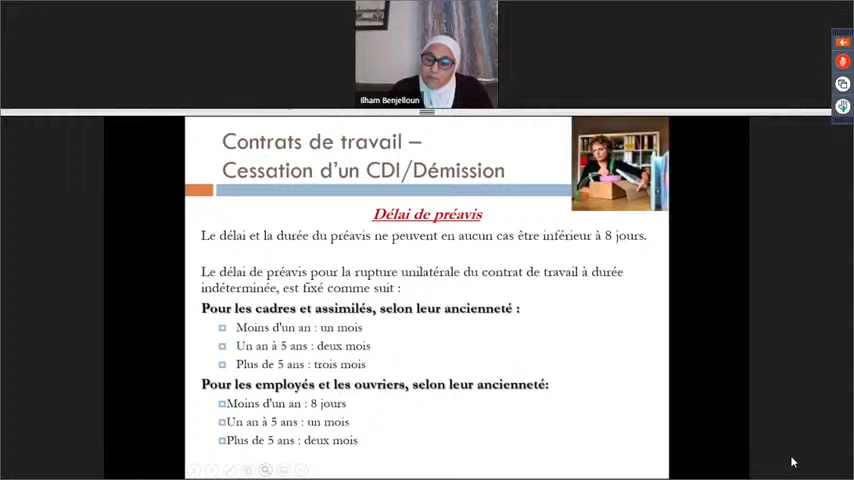 Ilham Benjelloun
Contrats de travail –
Cessation d'un CDI/Démission
Délai de préavis
Le délai et la durée du préavis ne peuvent en aucun cas être inférieur à 8 jours.
Le délai de préavis pour la rupture unilatérale du contrat de travail à durée
indéterminée, est fixé comme suit :
Pour les cadres et assimilés, selon leur ancienneté :
Moins d'un an : un mois
Un an à 5 ans : deux mois
Plus de 5 ans : trois mois
Pour les employés et les ouvriers, selon leur ancienneté:
Moins d'un an : 8 jours
Un an à 5 ans : un mois
Plus de 5 ans : deux mois